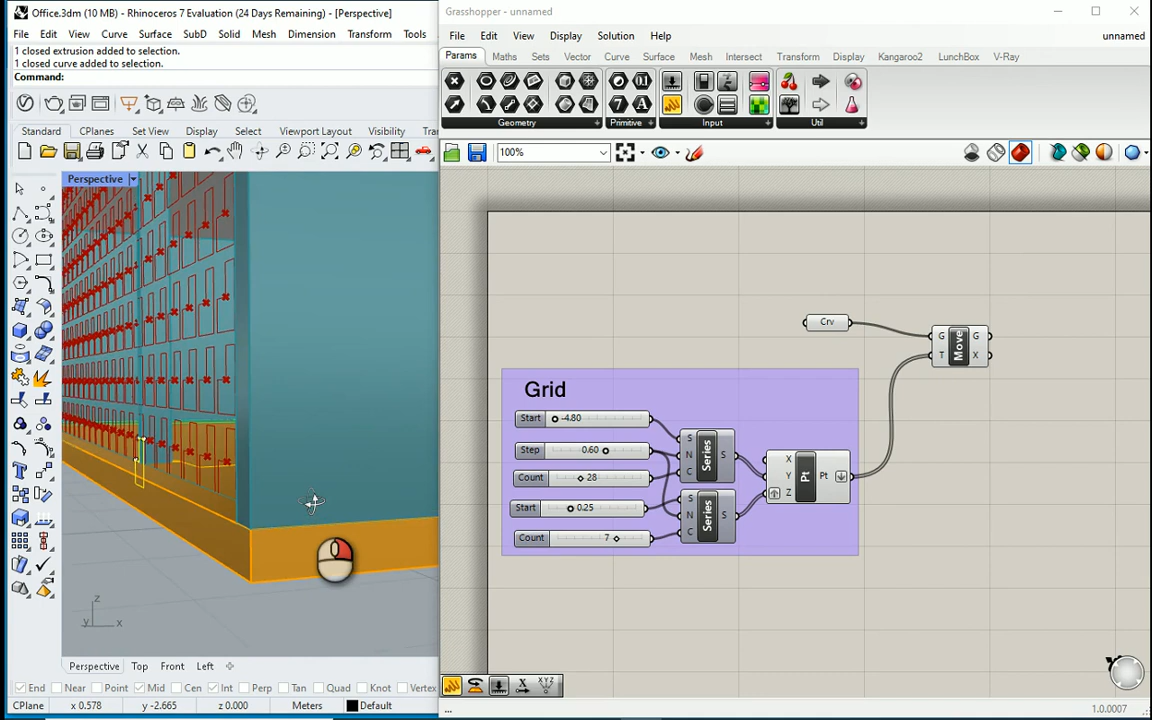 Office.3dm (10 MB) - Rhinoceros 7 Evaluation (24 Days Remaining) - [Perspective]
File Edit View Curve Surface SubD Solid Mesh Dimension Transform Tools
1 closed extrusion added to selection.
1 closed curve added to selection.
Command:
Standard CPlanes Set View Display Select Viewport Layout Visibility Tra
Perspective
z
y x
Perspective Top Front Left
End Near Point Mid Cen Int Perp Tan Quad Knot Vertex
CPlane x 0.578 y -2.665 z 0.000 Meters Default
Grasshopper - unnamed
File Edit View Display Solution Help unnamed
Params Maths Sets Vector Curve Surface Mesh Intersect Transform Display Kangaroo2 LunchBox V-Ray
Geometry Primitive Input Util
100%
Crv
G
T
Move
G
X
Grid
Start -4.80
Step 0.60
Count 28
Start 0.25
Count 7
S
N
C
Series
S
S
N
C
Series
S
X
Y
Z
Pt
Pt
...
1.0.0007